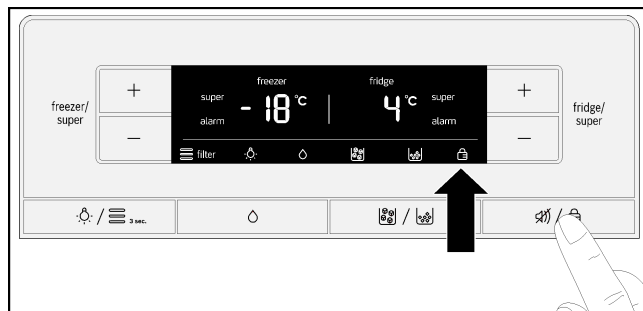 freezer/
super
+
−
freezer
super
alarm
-18 °C
fridge
4 °C
super
alarm
filter
+
−
fridge/
super
/ 3 sec.
/
/